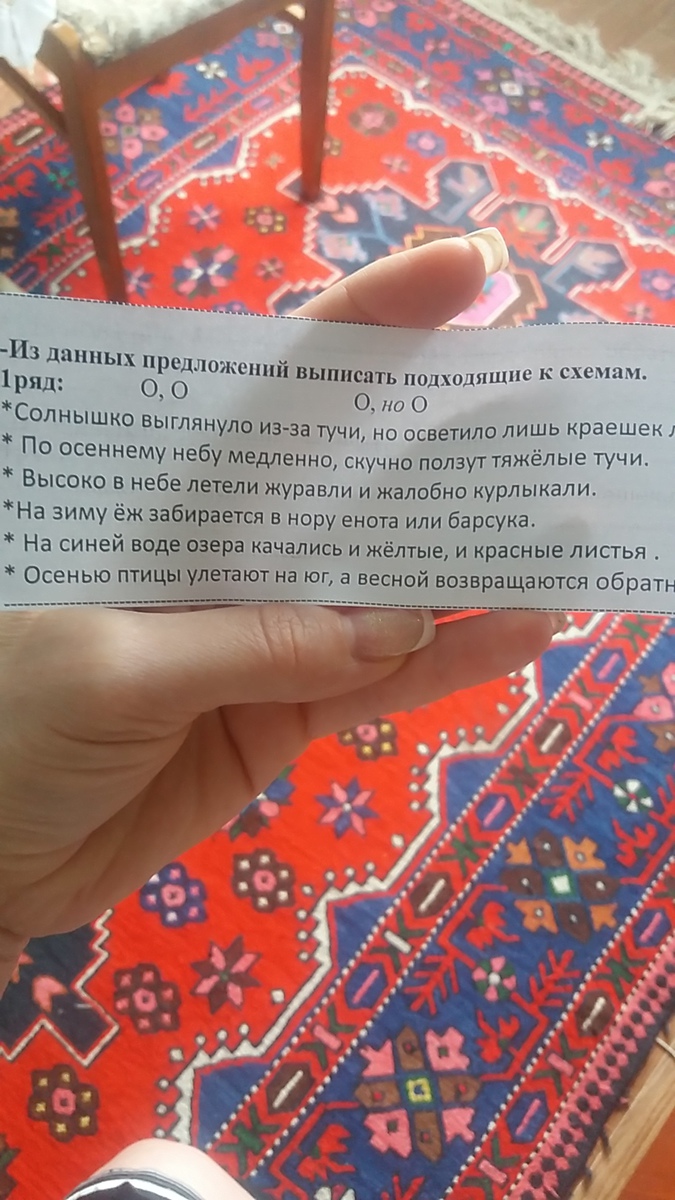 -Из данных предложений выписать подходящие к схемам.
1ряд: О, О О, но О
*Солнышко выглянуло из-за тучи, но осветило лишь краешек
* По осеннему небу медленно, скучно ползут тяжёлые тучи.
* Высоко в небе летели журавли и жалобно курлыкали.
*На зиму ёж забирается в нору енота или барсука.
* На синей воде озера качались и жёлтые, и красные листья .
* Осенью птицы улетают на юг, а весной возвращаются